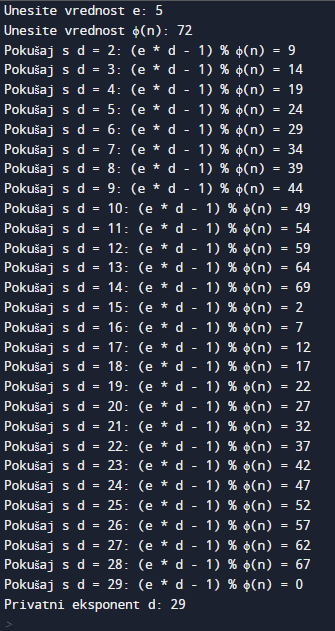 Unesite vrednost e: 5
Unesite vrednost ϕ(n): 72
Pokušaj s d = 2: (e * d - 1) % ϕ(n) = 9
Pokušaj s d = 3: (e * d - 1) % ϕ(n) = 14
Pokušaj s d = 4: (e * d - 1) % ϕ(n) = 19
Pokušaj s d = 5: (e * d - 1) % ϕ(n) = 24
Pokušaj s d = 6: (e * d - 1) % ϕ(n) = 29
Pokušaj s d = 7: (e * d - 1) % ϕ(n) = 34
Pokušaj s d = 8: (e * d - 1) % ϕ(n) = 39
Pokušaj s d = 9: (e * d - 1) % ϕ(n) = 44
Pokušaj s d = 10: (e * d - 1) % ϕ(n) = 49
Pokušaj s d = 11: (e * d - 1) % ϕ(n) = 54
Pokušaj s d = 12: (e * d - 1) % ϕ(n) = 59
Pokušaj s d = 13: (e * d - 1) % ϕ(n) = 64
Pokušaj s d = 14: (e * d - 1) % ϕ(n) = 69
Pokušaj s d = 15: (e * d - 1) % ϕ(n) = 2
Pokušaj s d = 16: (e * d - 1) % ϕ(n) = 7
Pokušaj s d = 17: (e * d - 1) % ϕ(n) = 12
Pokušaj s d = 18: (e * d - 1) % ϕ(n) = 17
Pokušaj s d = 19: (e * d - 1) % ϕ(n) = 22
Pokušaj s d = 20: (e * d - 1) % ϕ(n) = 27
Pokušaj s d = 21: (e * d - 1) % ϕ(n) = 32
Pokušaj s d = 22: (e * d - 1) % ϕ(n) = 37
Pokušaj s d = 23: (e * d - 1) % ϕ(n) = 42
Pokušaj s d = 24: (e * d - 1) % ϕ(n) = 47
Pokušaj s d = 25: (e * d - 1) % ϕ(n) = 52
Pokušaj s d = 26: (e * d - 1) % ϕ(n) = 57
Pokušaj s d = 27: (e * d - 1) % ϕ(n) = 62
Pokušaj s d = 28: (e * d - 1) % ϕ(n) = 67
Pokušaj s d = 29: (e * d - 1) % ϕ(n) = 0
Privatni eksponent d: 29
>